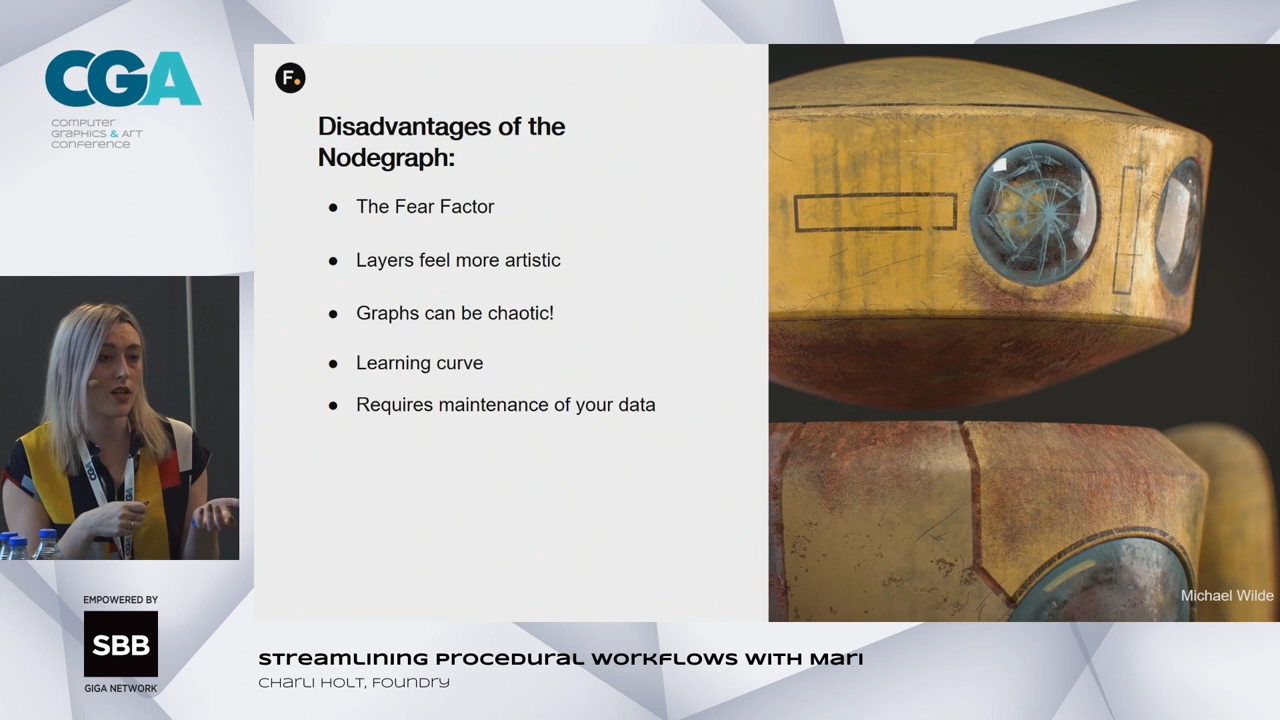 CGA
computer
graphics & art
conference
F.
Disadvantages of the
Nodegraph:
● The Fear Factor
● Layers feel more artistic
● Graphs can be chaotic!
● Learning curve
● Requires maintenance of your data
Michael Wilde
CGA
EMPOWERED BY
SBB
GIGA NETWORK
Streamlining Procedural Workflows with Mari
Charli Holt, Foundry